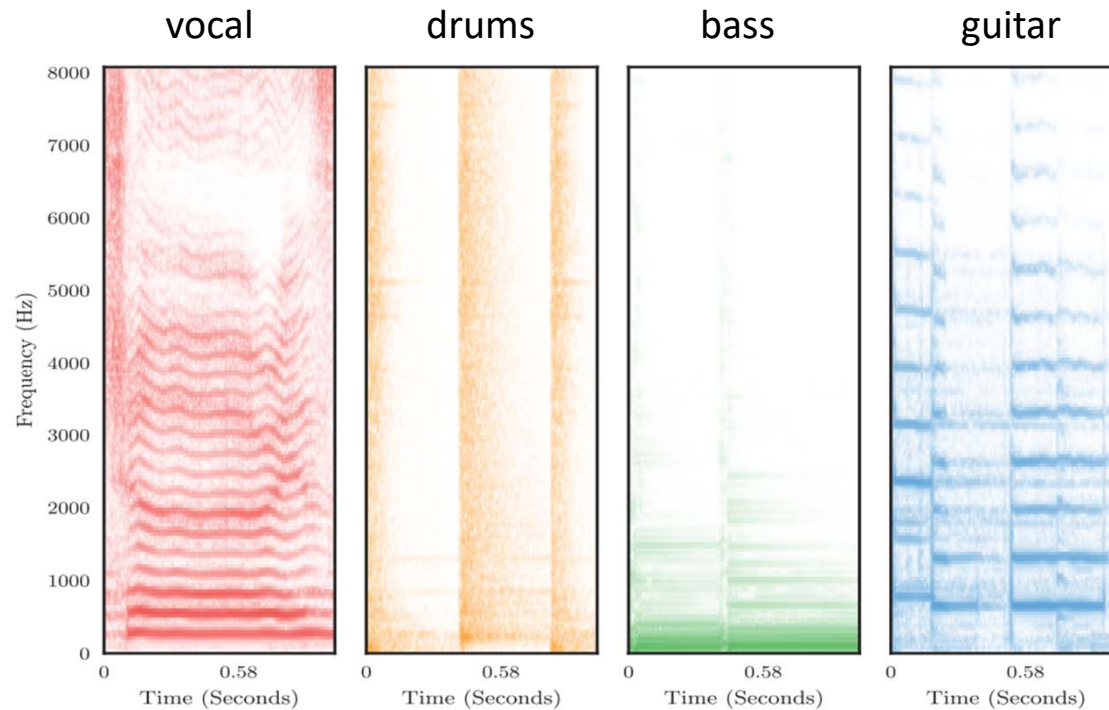 vocal drums bass guitar
8000
7000
6000
5000
4000
3000
2000
1000
0
Frequency (Hz)
0 0.58 0 0.58 0 0.58 0 0.58
Time (Seconds) Time (Seconds) Time (Seconds) Time (Seconds)